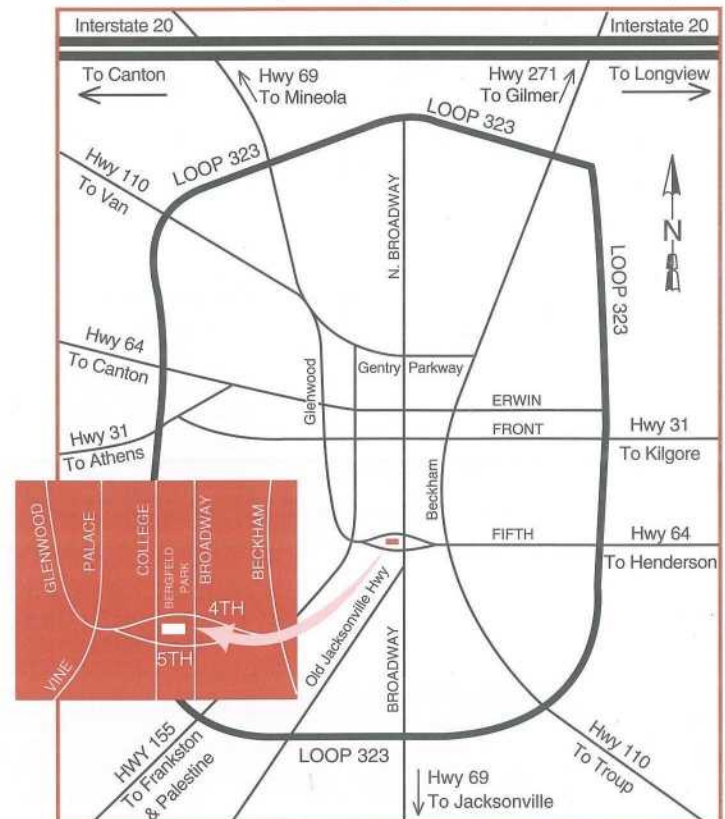 Interstate 20
Interstate 20
To Canton
Hwy 69
To Mineola
Hwy 271
To Gilmer
To Longview
LOOP 323
LOOP 323
Hwy 110
To Van
N. BROADWAY
N
LOOP 323
Hwy 64
To Canton
Glenwood
Gentry
Parkway
ERWIN
FRONT
Hwy 31
To Kilgore
Hwy 31
To Athens
Beckham
FIFTH
Hwy 64
To Henderson
GLENWOOD
PALACE
COLLEGE
BERGFELD
PARK
BROADWAY
BECKHAM
4TH
5TH
VINE
Old Jacksonville Hwy
BROADWAY
HWY 155
To Frankston
& Palestine
LOOP 323
Hwy 69
To Jacksonville
Hwy 110
To Troup